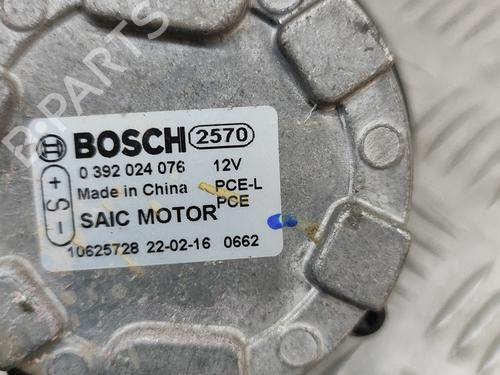 BPARTS
BOSCH 2570
0 392 024 076 12V
Made in China PCE-L
PCE
SAIC MOTOR
10625728 22-02-16 0662
+ S -